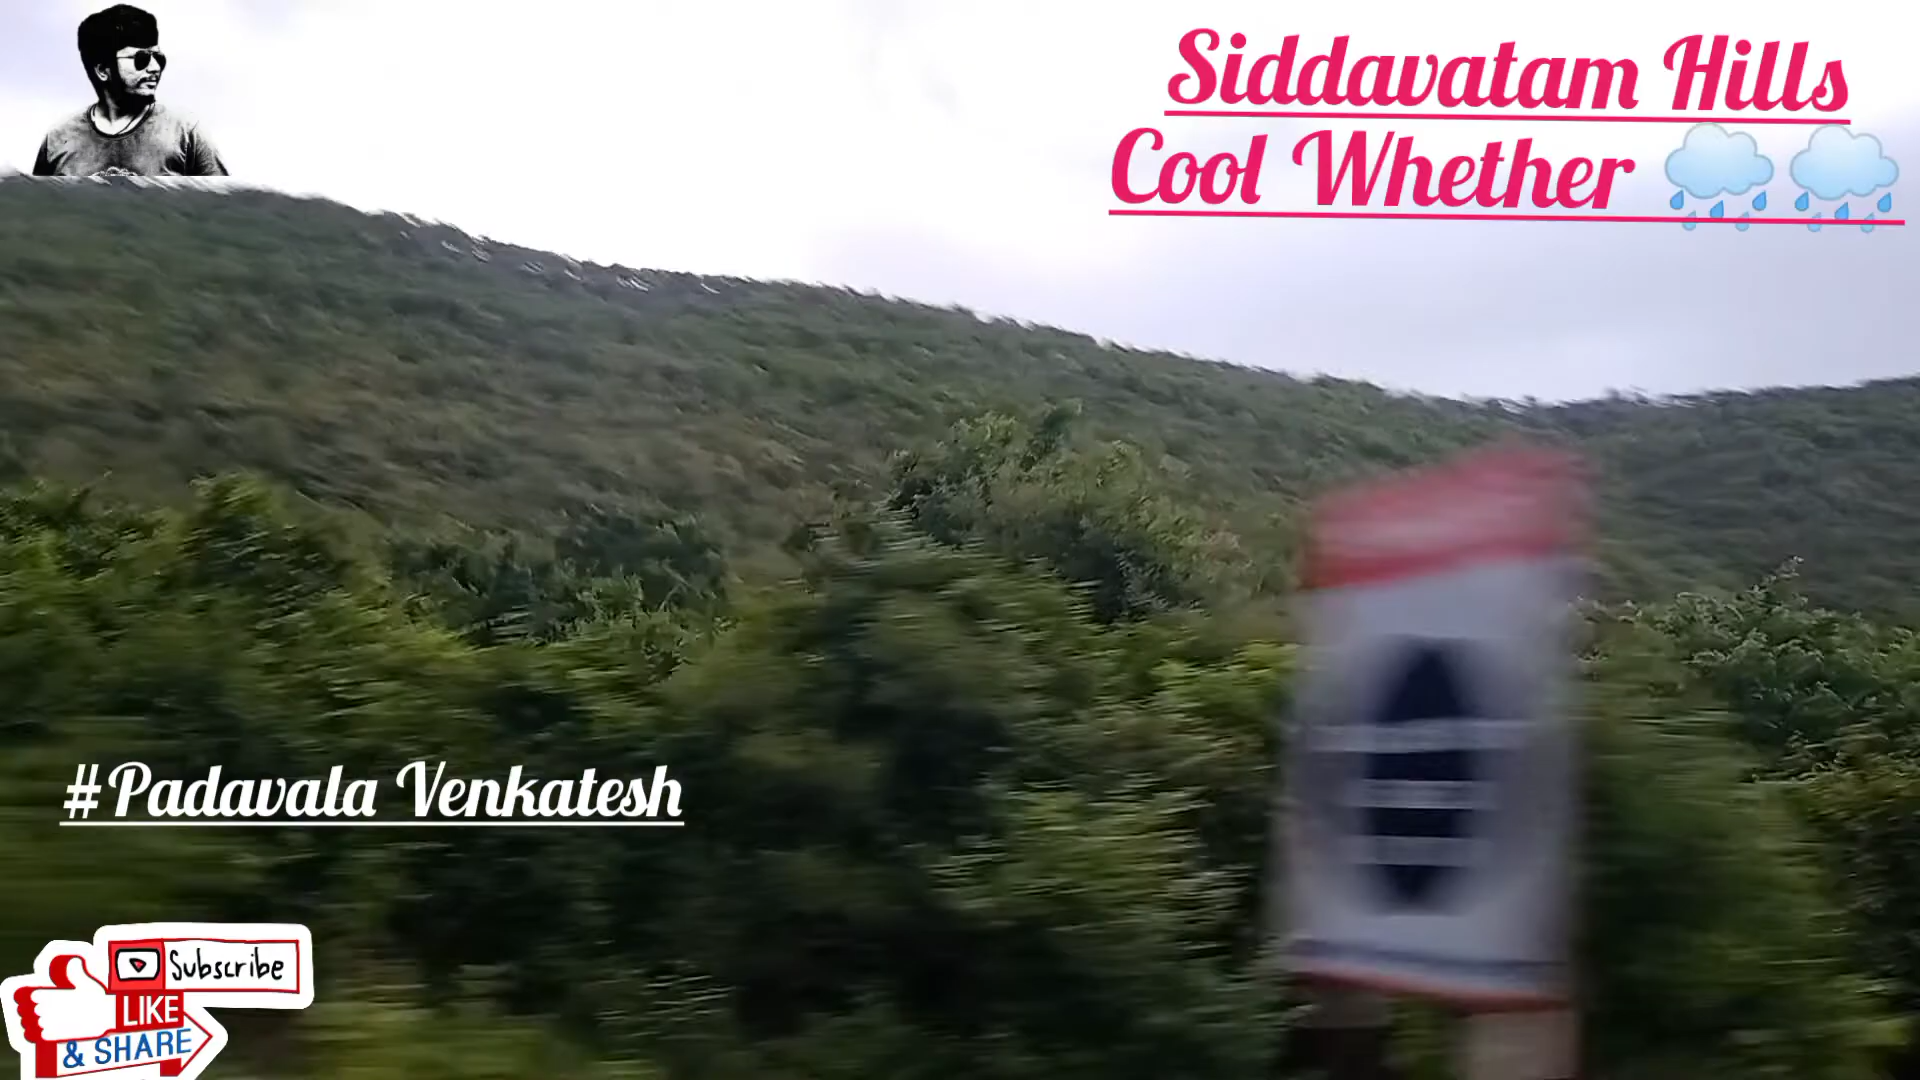 Siddavatam Hills
Cool Whether
#Padavala Venkatesh
Subscribe
LIKE
& SHARE